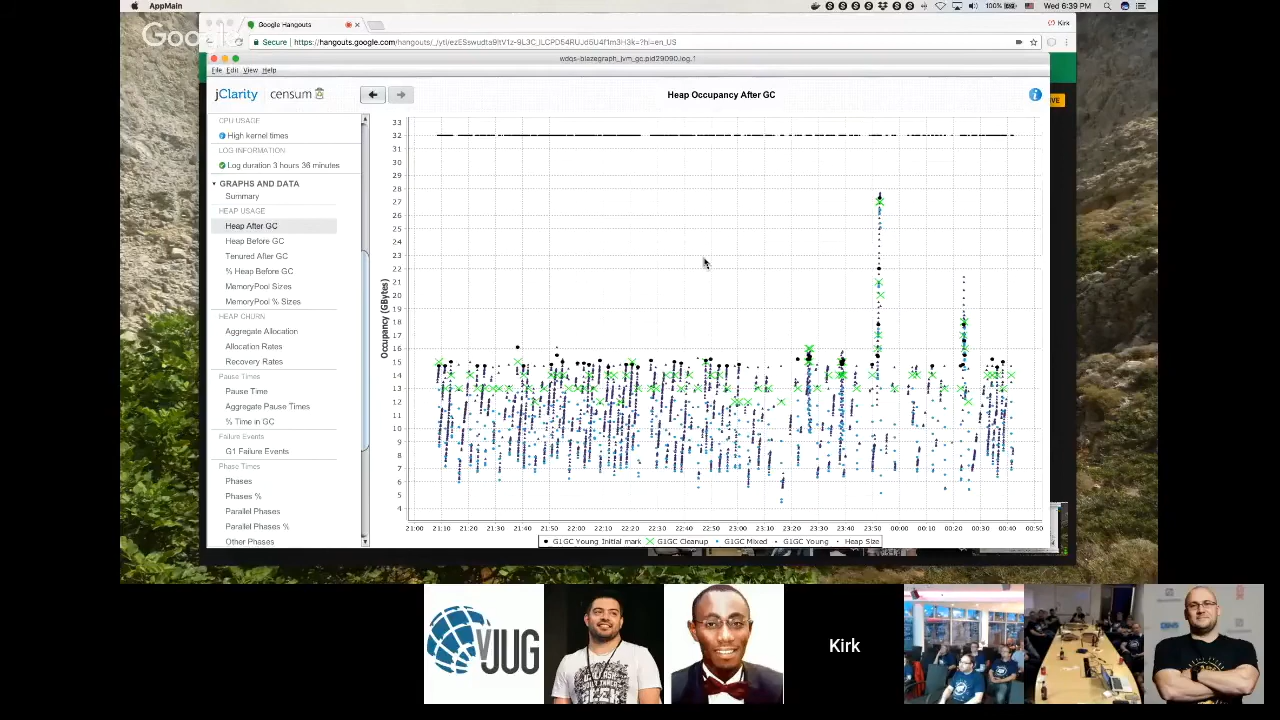 AppMain
100%
Wed 6:39 PM
Google
Google Hangouts
Kirk
Secure
wdqs-blazegraph_jvm_gc.pid29090.log.1
File Edit View Help
jClarity censum
Heap Occupancy After GC
CPU USAGE
High kernel times
LOG INFORMATION
Log duration 3 hours 36 minutes
GRAPHS AND DATA
Summary
HEAP USAGE
Heap After GC
Heap Before GC
Tenured After GC
% Heap Before GC
MemoryPool Sizes
MemoryPool % Sizes
HEAP CHURN
Aggregate Allocation
Allocation Rates
Recovery Rates
Pause Times
Pause Time
Aggregate Pause Times
% Time in GC
Failure Events
G1 Failure Events
Phase Times
Phases
Phases %
Parallel Phases
Parallel Phases %
Other Phases
Occupancy (GBytes)
33
32
31
30
29
28
27
26
25
24
23
22
21
20
19
18
17
16
15
14
13
12
11
10
9
8
7
6
5
4
21:00 21:10 21:20 21:30 21:40 21:50 22:00 22:10 22:20 22:30 22:40 22:50 23:00 23:10 23:20 23:30 23:40 23:50 00:00 00:10 00:20 00:30 00:40 00:50
G1GC Young Initial mark G1GC Cleanup G1GC Mixed G1GC Young Heap Size
vJUG
Kirk